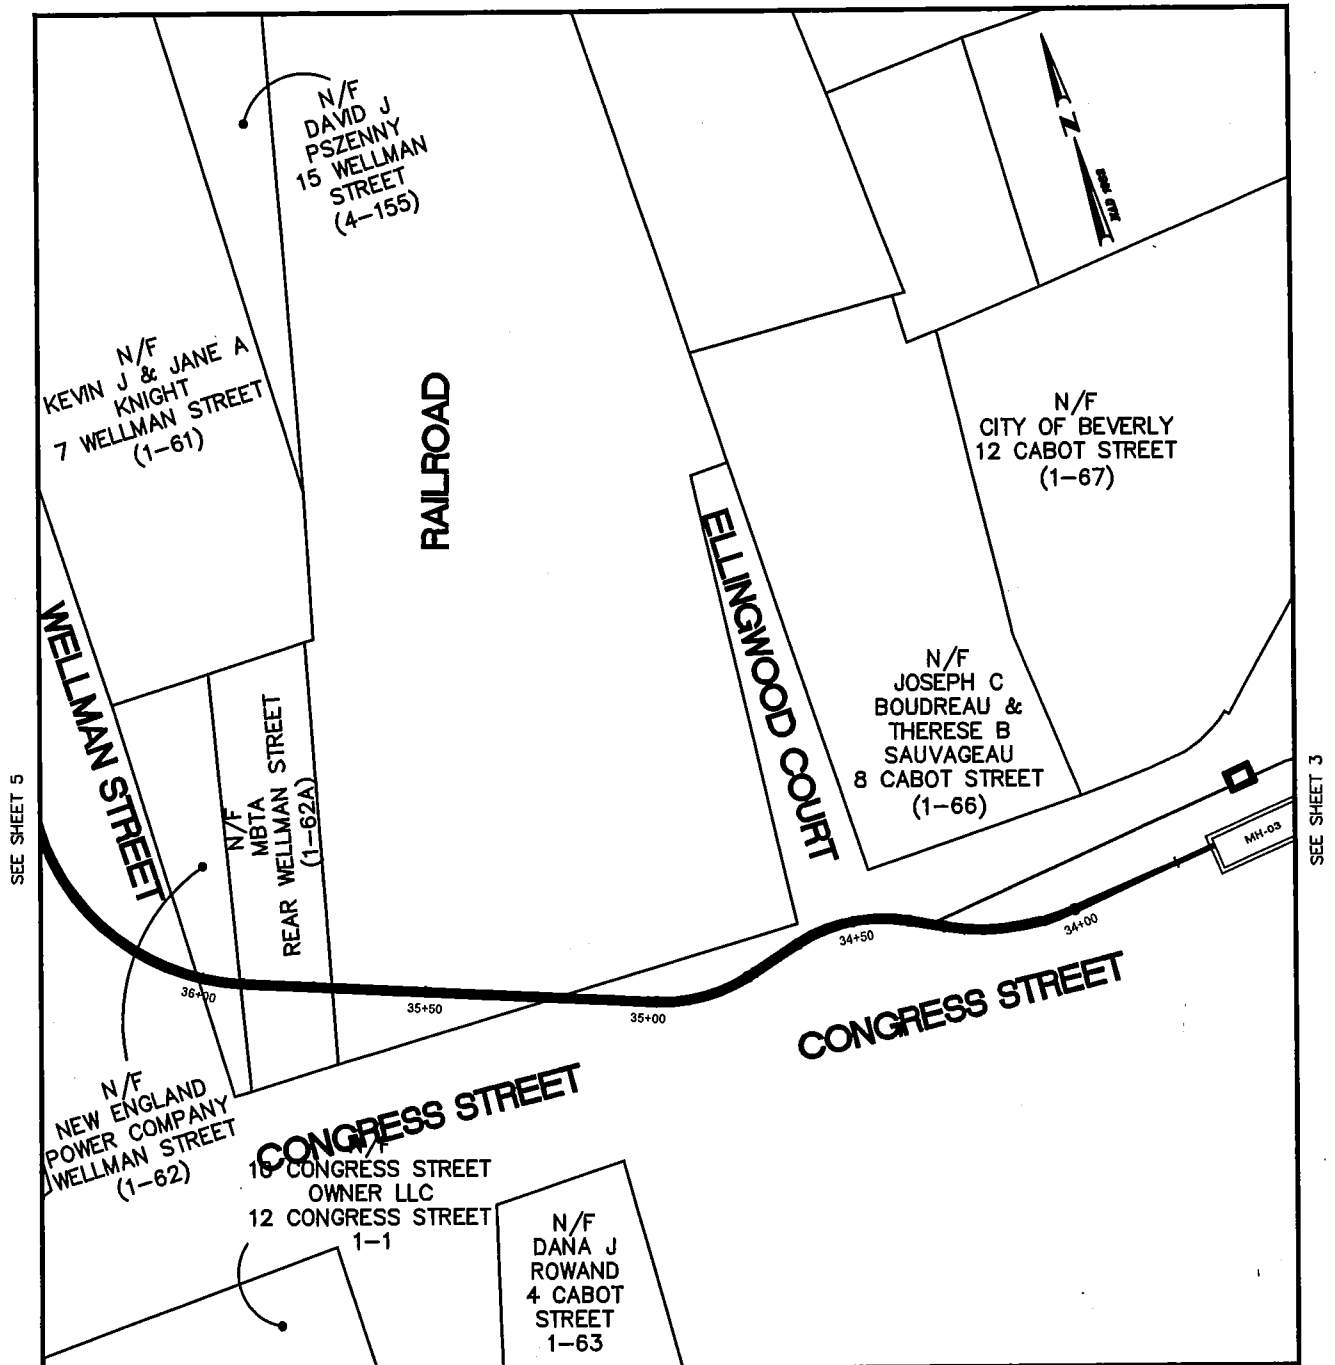 N/F
DAVID J
PSZENNY
15 WELLMAN
STREET
(4-155)
N
NAD 1983
N/F
KEVIN J & JANE A
KNIGHT
7 WELLMAN STREET
(1-61)
RAILROAD
N/F
CITY OF BEVERLY
12 CABOT STREET
(1-67)
ELLINGWOOD COURT
WELLMAN STREET
N/F
MBTA
REAR WELLMAN STREET
(1-62A)
N/F
JOSEPH C
BOUDREAU &
THERESE B
SAUVAGEAU
8 CABOT STREET
(1-66)
SEE SHEET 5
SEE SHEET 3
MH-03
34+00
34+50
35+00
35+50
36+00
CONGRESS STREET
CONGRESS STREET
N/F
NEW ENGLAND
POWER COMPANY
WELLMAN STREET
(1-62)
N/F
CONGRESS STREET
OWNER LLC
12 CONGRESS STREET
1-1
N/F
DANA J
ROWAND
4 CABOT
STREET
1-63